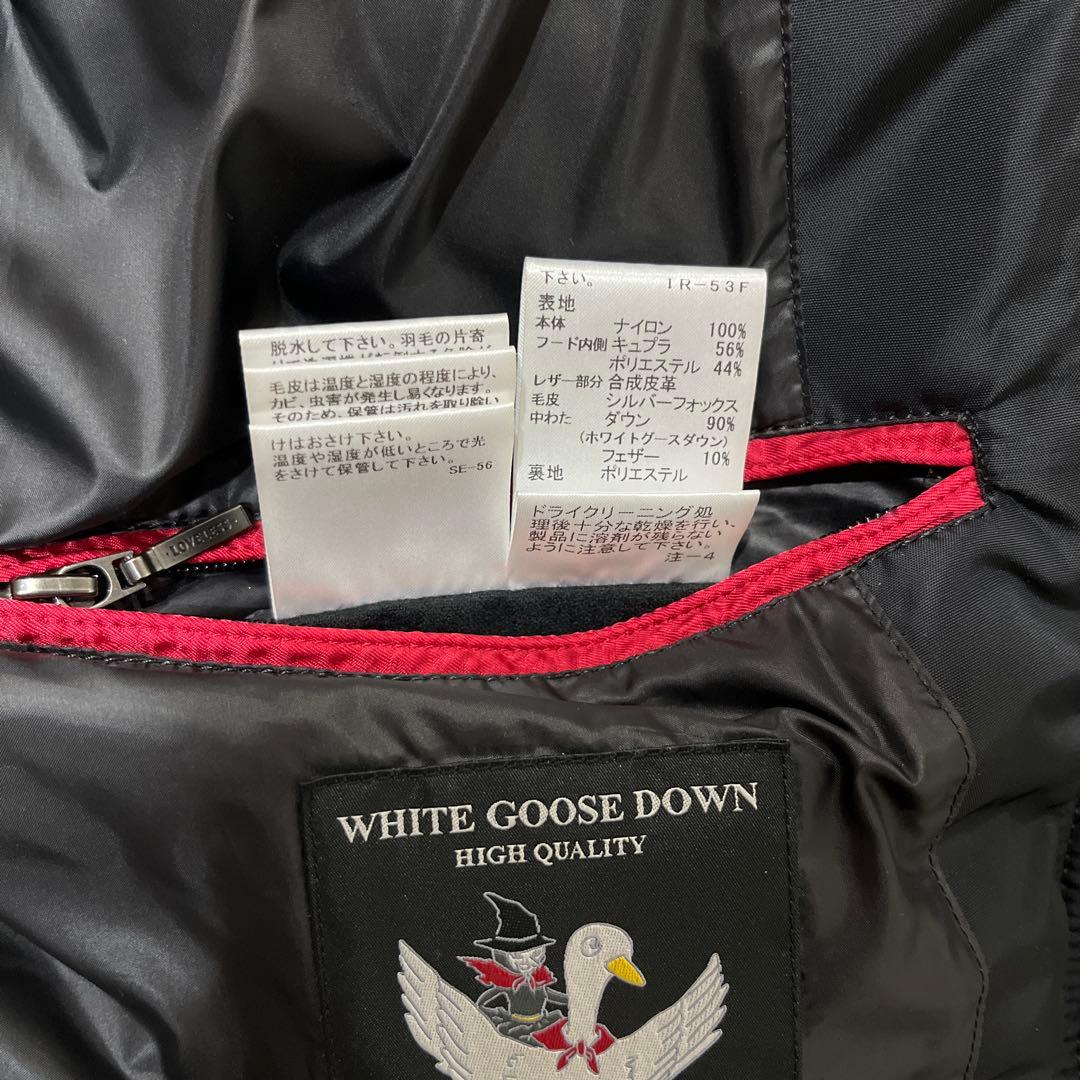 下さい。 IR-53F
表地
本体 ナイロン 100%
フード内側 キュプラ 56%
ポリエステル 44%
レザー部分 合成皮革
毛皮 シルバーフォックス
中わた ダウン 90%
(ホワイトグースダウン)
フェザー 10%
裏地 ポリエステル
ドライクリーニング処
理後十分な乾燥を行い、
製品に溶剤が残らない
ように注意して下さい。
注-4
脱水して下さい。羽毛の片寄
毛皮は温度と湿度の程度により、
カビ、虫害が発生し易くなります。
そのため、保管は汚れを取り除い
けはおさけ下さい。
温度や湿度が低いところで光
をさけて保管して下さい。
SE-56
LOVELESS
WHITE GOOSE DOWN
HIGH QUALITY